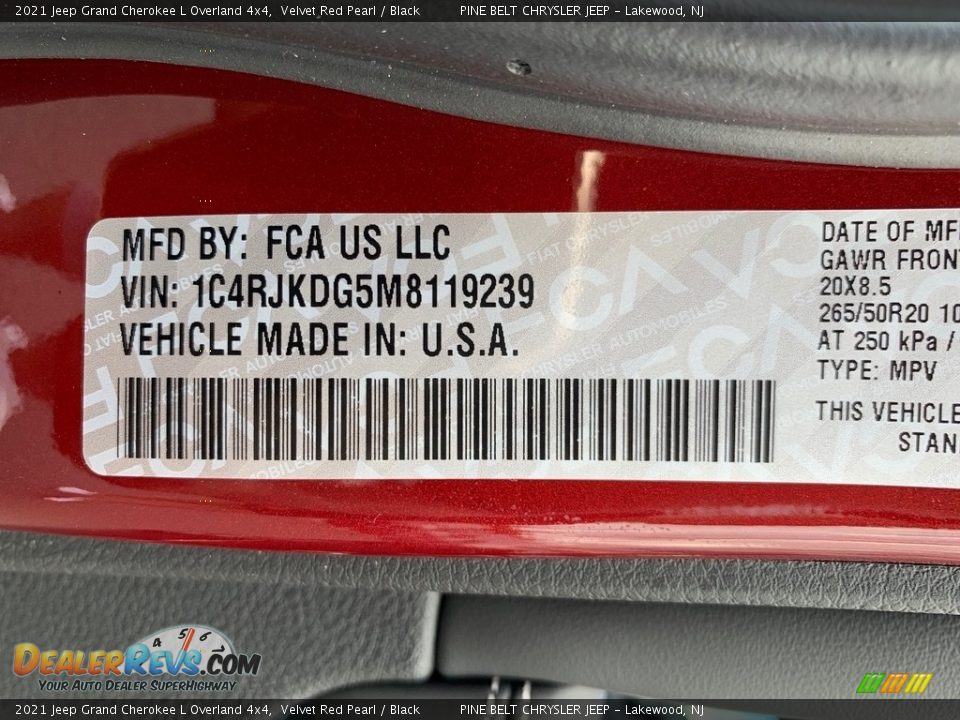 2021 Jeep Grand Cherokee L Overland 4x4, Velvet Red Pearl / Black PINE BELT CHRYSLER JEEP - Lakewood, NJ
MFD BY: FCA US LLC
VIN: 1C4RJKDG5M8119239
VEHICLE MADE IN: U.S.A.
DATE OF MF
GAWR FRONT
20X8.5
265/50R20 10
AT 250 kPa /
TYPE: MPV
THIS VEHICLE
STAN
4 5 6
DEALERREVS.COM
YOUR AUTO DEALER SUPERHIGHWAY
2021 Jeep Grand Cherokee L Overland 4x4, Velvet Red Pearl / Black PINE BELT CHRYSLER JEEP - Lakewood, NJ